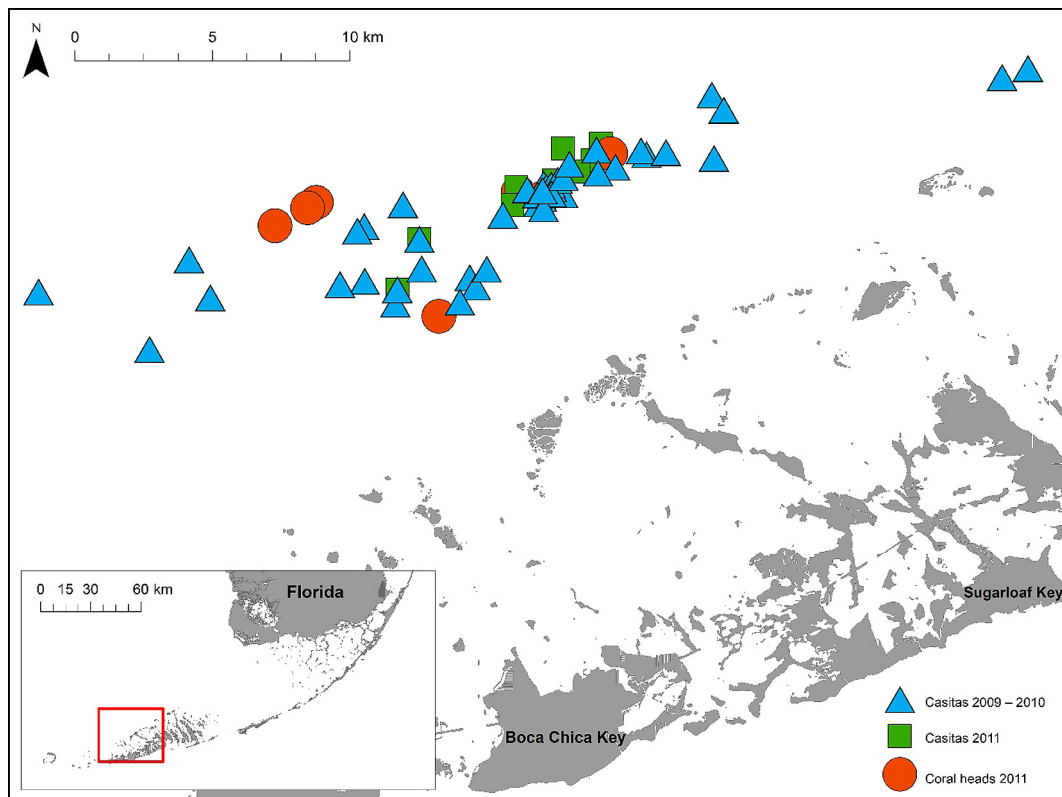 N
0 5 10 km
0 15 30 60 km
Florida
Sugarloaf Key
Boca Chica Key
Casitas 2009 – 2010
Casitas 2011
Coral heads 2011